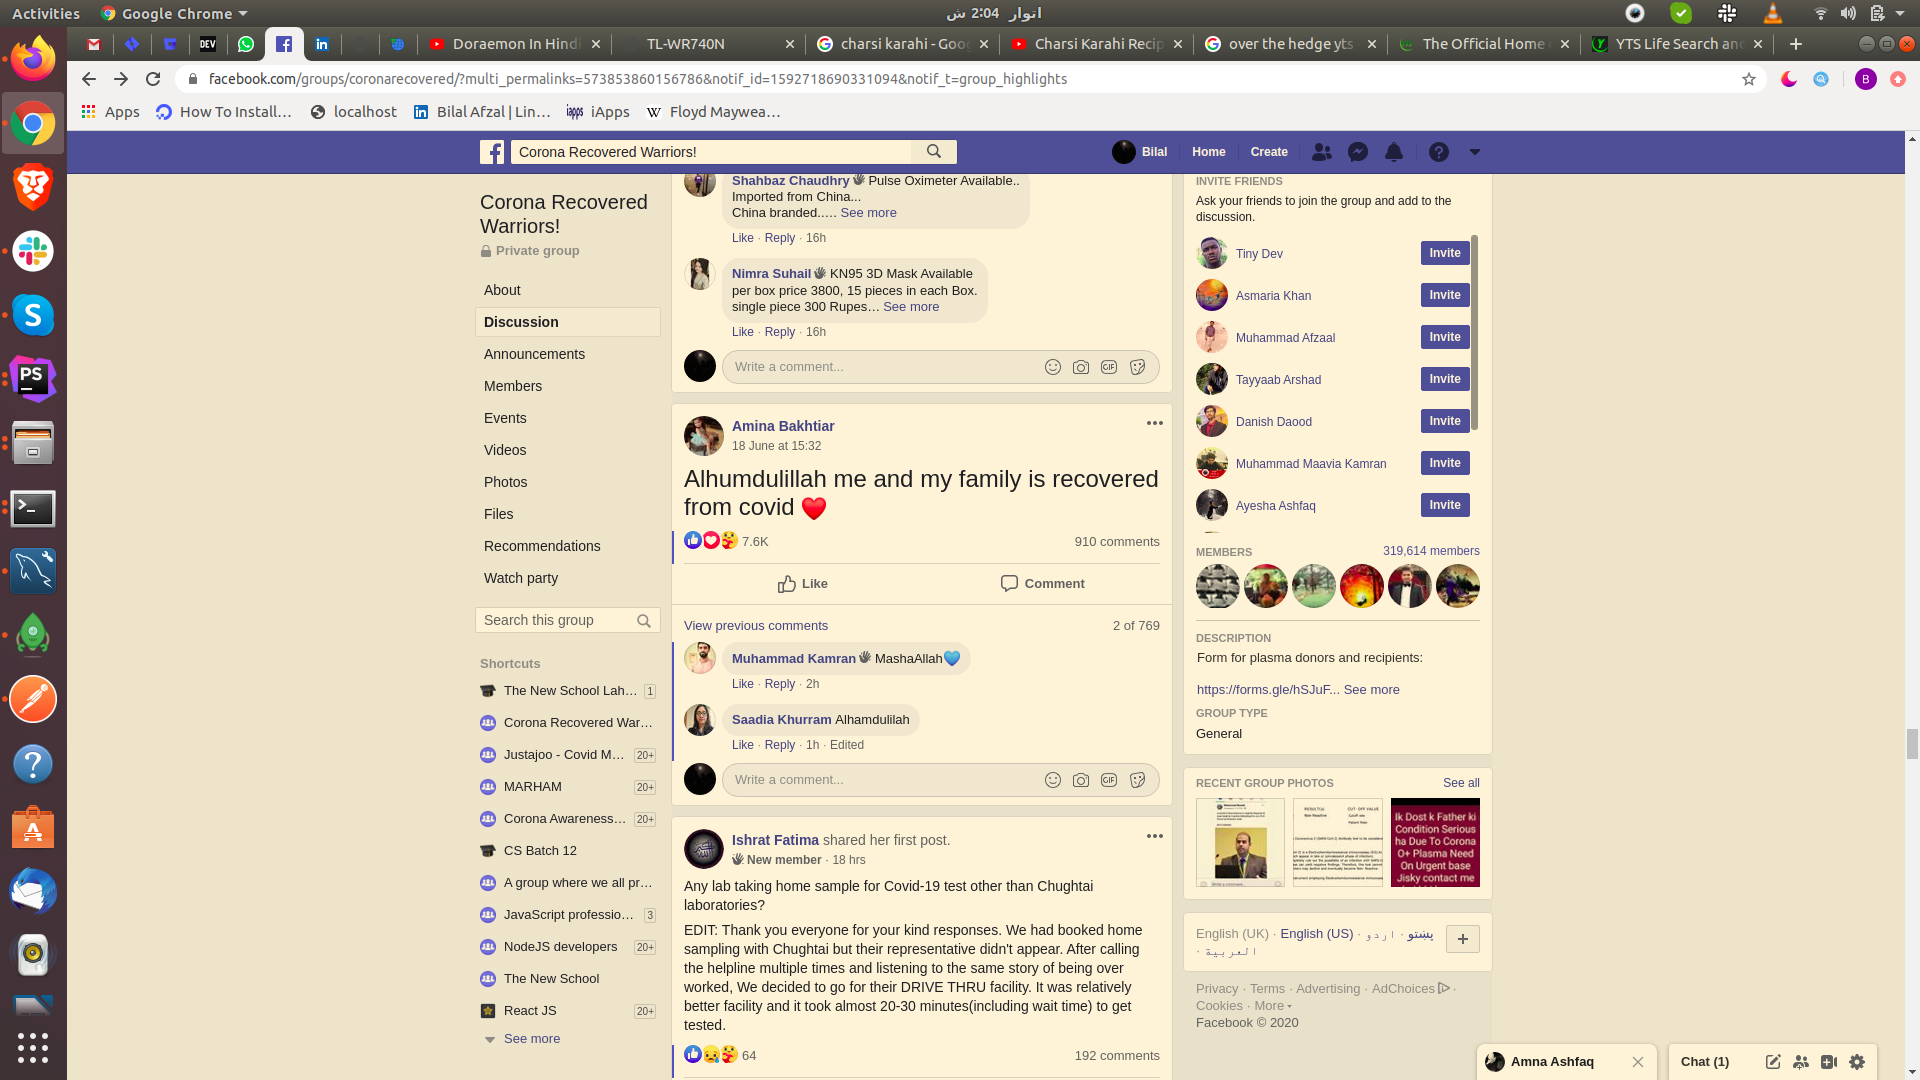 Activities
Google Chrome
اتوار  2:04 ش
Doraemon In Hindi
TL-WR740N
charsi karahi - Goo
Charsi Karahi Recip
over the hedge yts
The Official Home
YTS Life Search and
facebook.com/groups/coronarecovered/?multi_permalinks=573853860156786&notif_id=1592718690331094&notif_t=group_highlights
Apps
How To Install…
localhost
Bilal Afzal | Lin…
iApps
Floyd Maywea…
Corona Recovered Warriors!
Bilal
Home
Create
Corona Recovered Warriors!
Private group
About
Discussion
Announcements
Members
Events
Videos
Photos
Files
Recommendations
Watch party
Search this group
Shortcuts
The New School Lah… 1
Corona Recovered War…
Justajoo - Covid M… 20+
MARHAM 20+
Corona Awareness… 20+
CS Batch 12
A group where we all pr…
JavaScript professio… 3
NodeJS developers 20+
The New School
React JS 20+
See more
Shahbaz Chaudhry Pulse Oximeter Available..
Imported from China...
China branded..… See more
Like · Reply · 16h
Nimra Suhail KN95 3D Mask Available
per box price 3800, 15 pieces in each Box.
single piece 300 Rupes… See more
Like · Reply · 16h
Write a comment...
GIF
Amina Bakhtiar
18 June at 15:32
Alhumdulillah me and my family is recovered
from covid ❤️
7.6K
910 comments
Like
Comment
View previous comments
2 of 769
Muhammad Kamran MashaAllah💙
Like · Reply · 2h
Saadia Khurram Alhamdulilah
Like · Reply · 1h · Edited
Write a comment...
GIF
Ishrat Fatima shared her first post.
New member · 18 hrs
Any lab taking home sample for Covid-19 test other than Chughtai
laboratories?
EDIT: Thank you everyone for your kind responses. We had booked home
sampling with Chughtai but their representative didn't appear. After calling
the helpline multiple times and listening to the same story of being over
worked, We decided to go for their DRIVE THRU facility. It was relatively
better facility and it took almost 20-30 minutes(including wait time) to get
tested.
64
192 comments
INVITE FRIENDS
Ask your friends to join the group and add to the
discussion.
Tiny Dev Invite
Asmaria Khan Invite
Muhammad Afzaal Invite
Tayyaab Arshad Invite
Danish Daood Invite
Muhammad Maavia Kamran Invite
Ayesha Ashfaq Invite
MEMBERS
319,614 members
DESCRIPTION
Form for plasma donors and recipients:
https://forms.gle/hSJuF... See more
GROUP TYPE
General
RECENT GROUP PHOTOS
See all
Ik Dost k Father ki
Condition Serious
ha Due To Corona
O+ Plasma Need
On Urgent base
Jisky contact me
English (UK) · English (US) · اردو · پښتو ·
العربية
Privacy · Terms · Advertising · AdChoices ·
Cookies · More
Facebook © 2020
Amna Ashfaq
Chat (1)